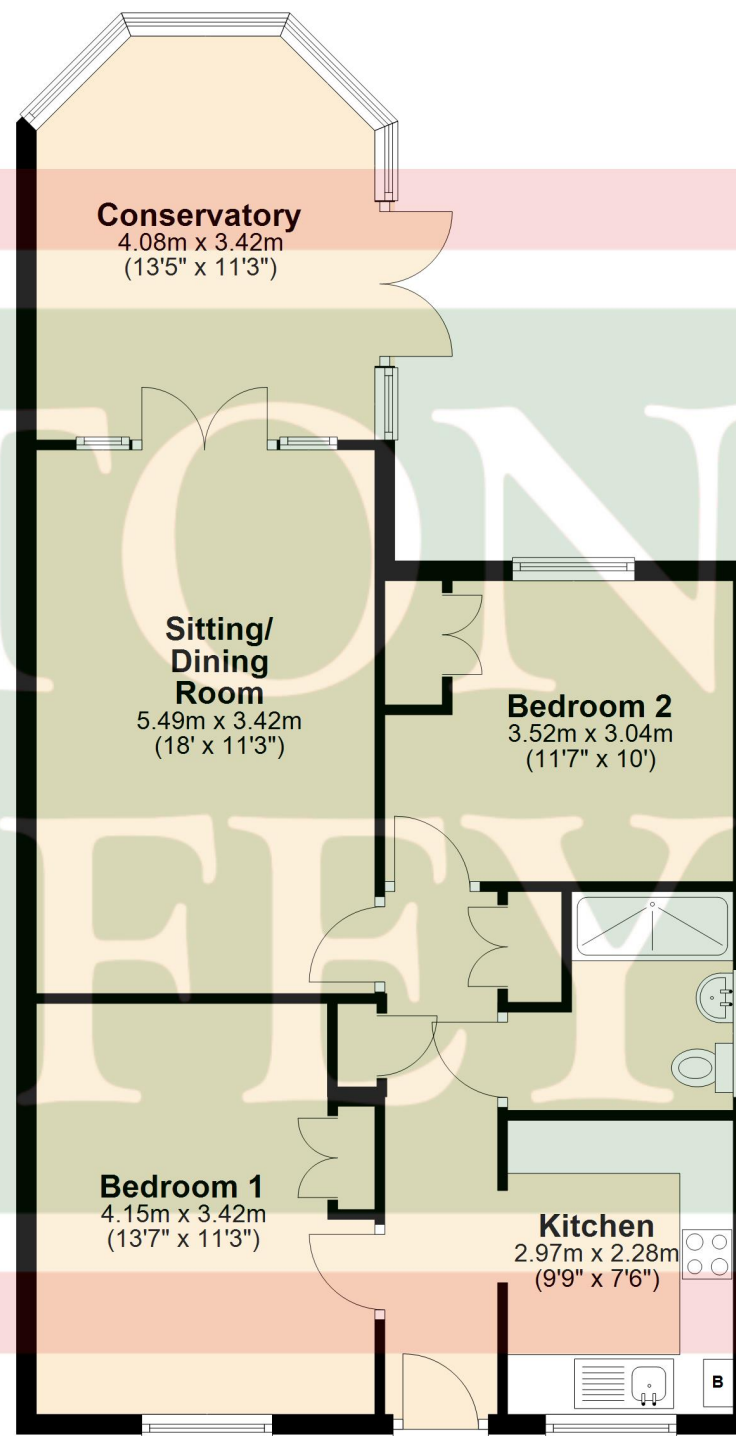 Conservatory
4.08m x 3.42m
(13'5" x 11'3")
TON
Sitting/
Dining
Room
5.49m x 3.42m
(18' x 11'3")
Bedroom 2
3.52m x 3.04m
(11'7" x 10')
FEY
Bedroom 1
4.15m x 3.42m
(13'7" x 11'3")
Kitchen
2.97m x 2.28m
(9'9" x 7'6")
B